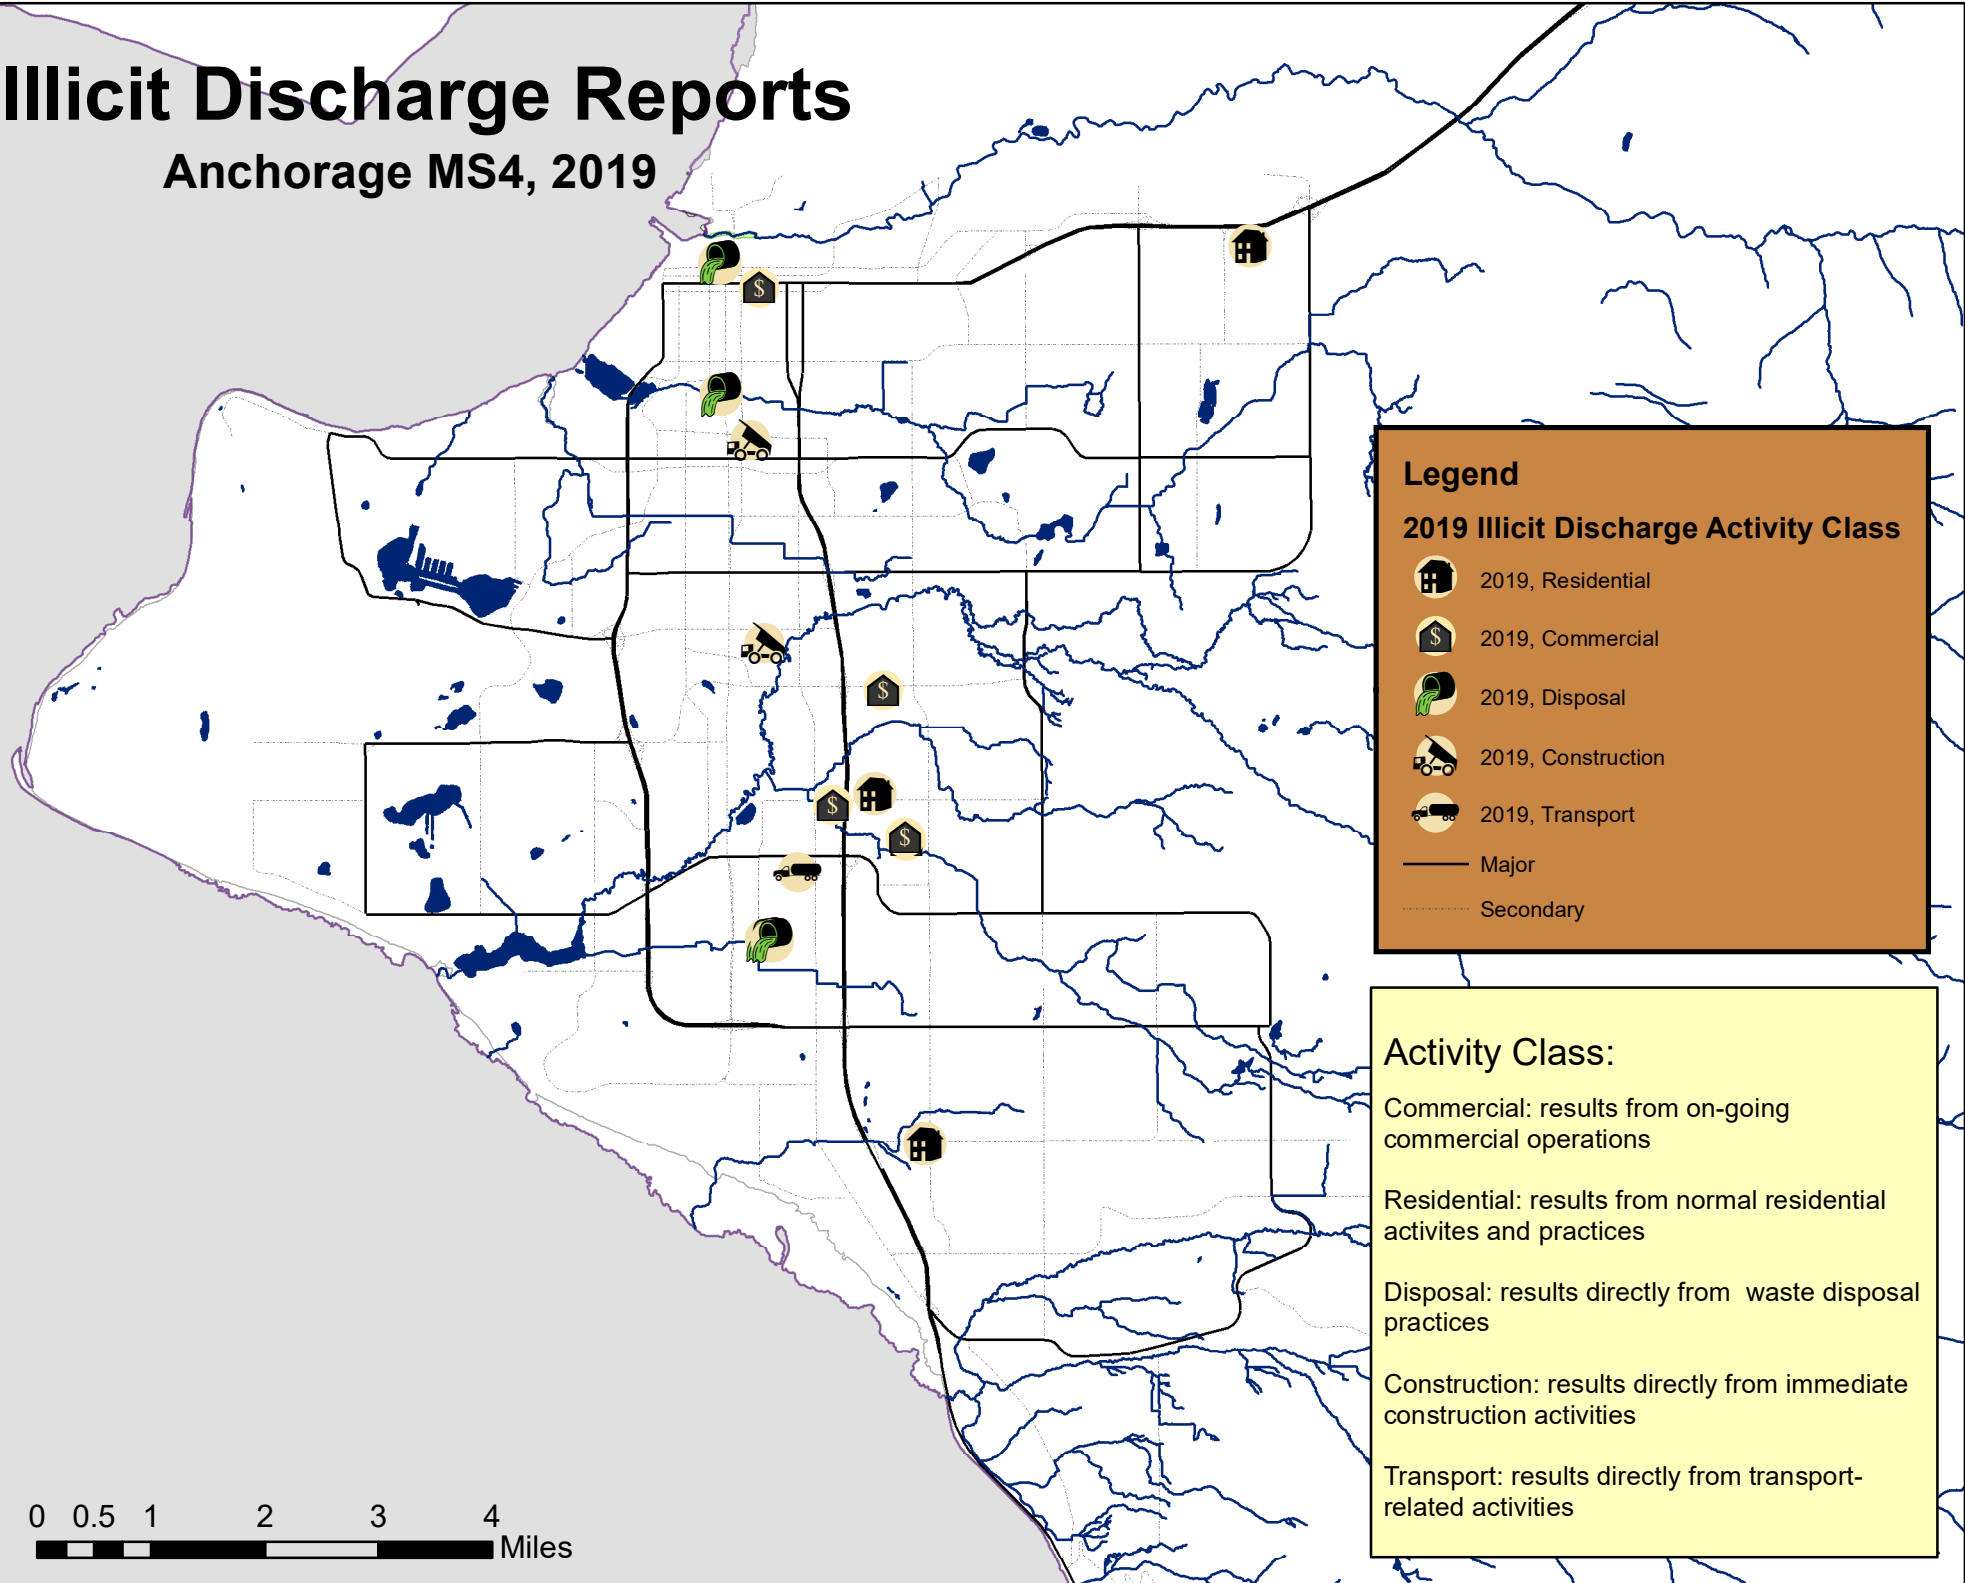 Illicit Discharge Reports
Anchorage MS4, 2019
Legend
2019 Illicit Discharge Activity Class
2019, Residential
$ 2019, Commercial
2019, Disposal
2019, Construction
2019, Transport
Major
Secondary
$
$
$
$
Activity Class:
Commercial: results from on-going
commercial operations
Residential: results from normal residential
activites and practices
Disposal: results directly from waste disposal
practices
Construction: results directly from immediate
construction activities
Transport: results directly from transport-
related activities
0 0.5 1 2 3 4
Miles